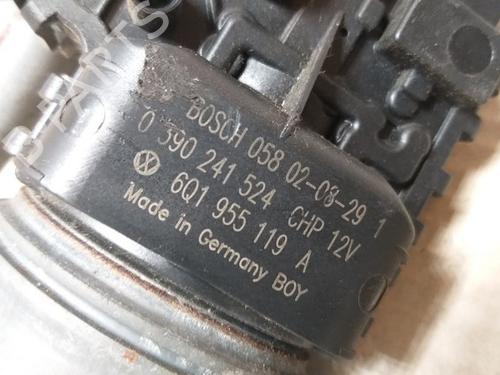 BOSCH 058 02-08-29 1
0 390 241 524 CHP 12V
6Q1 955 119 A
Made in Germany BOY